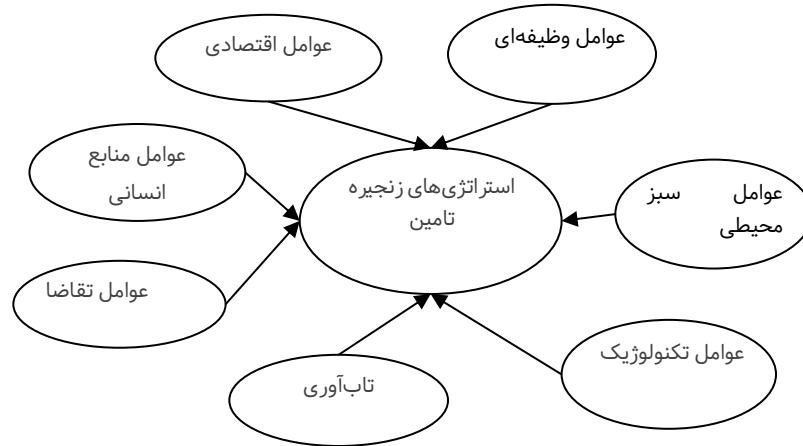 عوامل وظیفه‌ای
عوامل اقتصادی
عوامل منابع
انسانی
استراتژی‌های زنجیره
تامین
عوامل سبز
محیطی
عوامل تقاضا
عوامل تکنولوژیک
تاب‌آوری